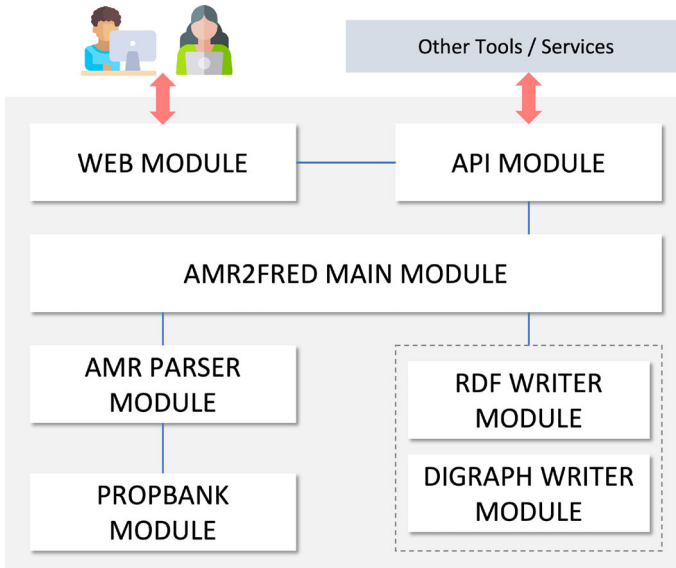 Other Tools / Services
WEB MODULE
API MODULE
AMR2FRED MAIN MODULE
AMR PARSER
MODULE
RDF WRITER
MODULE
PROPBANK
MODULE
DIGRAPH WRITER
MODULE